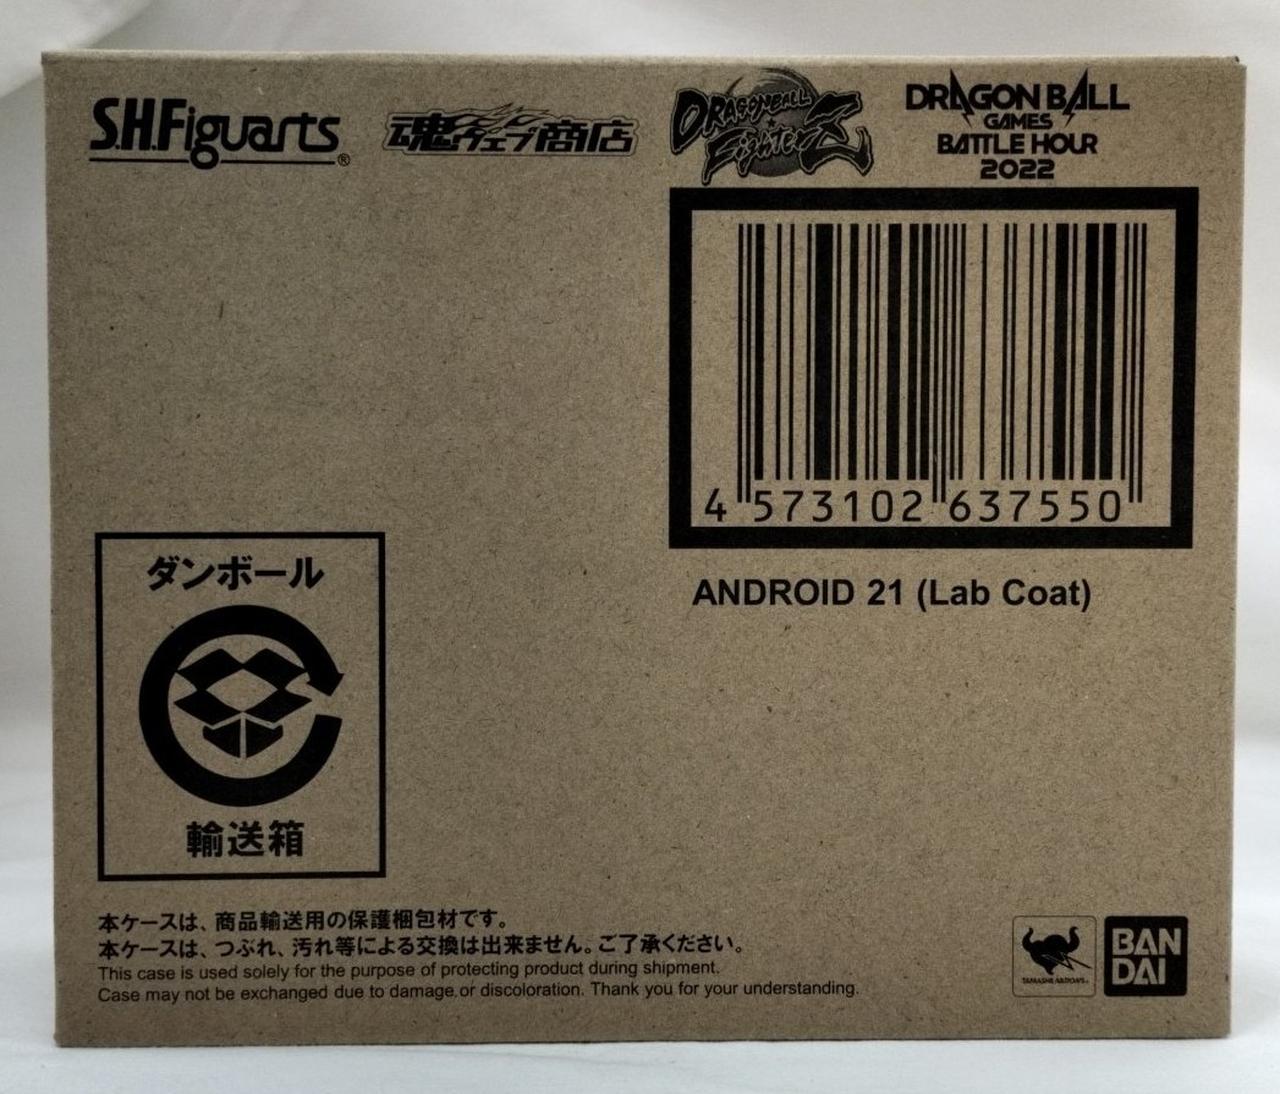 S.H.Figuarts®
魂ウェブ商店
DRAGONBALL
FighterZ
DRAGON BALL
GAMES
BATTLE HOUR
2022
4 573102 637550
ANDROID 21 (Lab Coat)
ダンボール
輸送箱
本ケースは、商品輸送用の保護梱包材です。
本ケースは、つぶれ、汚れ等による交換は出来ません。ご了承ください。
This case is used solely for the purpose of protecting product during shipment.
Case may not be exchanged due to damage or discoloration. Thank you for your understanding.
TAMASHII NATIONS
BAN
DAI